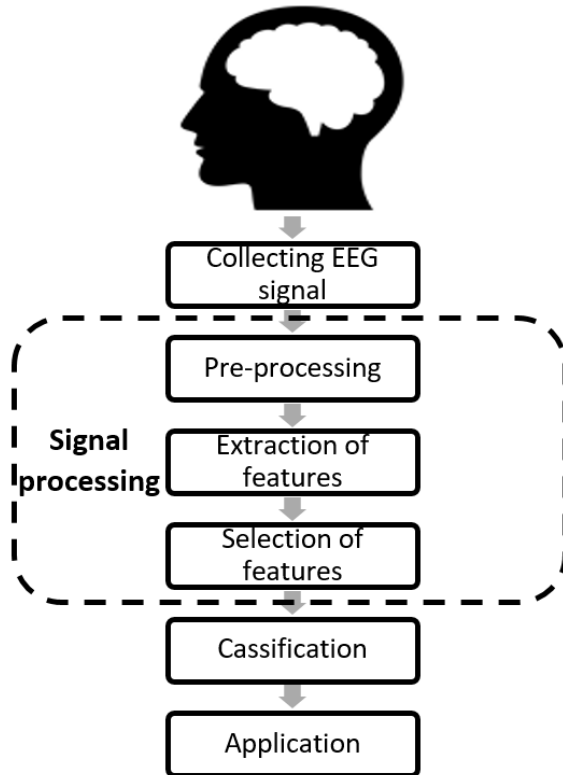 Collecting EEG
signal
Pre-processing
Signal
processing
Extraction of
features
Selection of
features
Cassification
Application